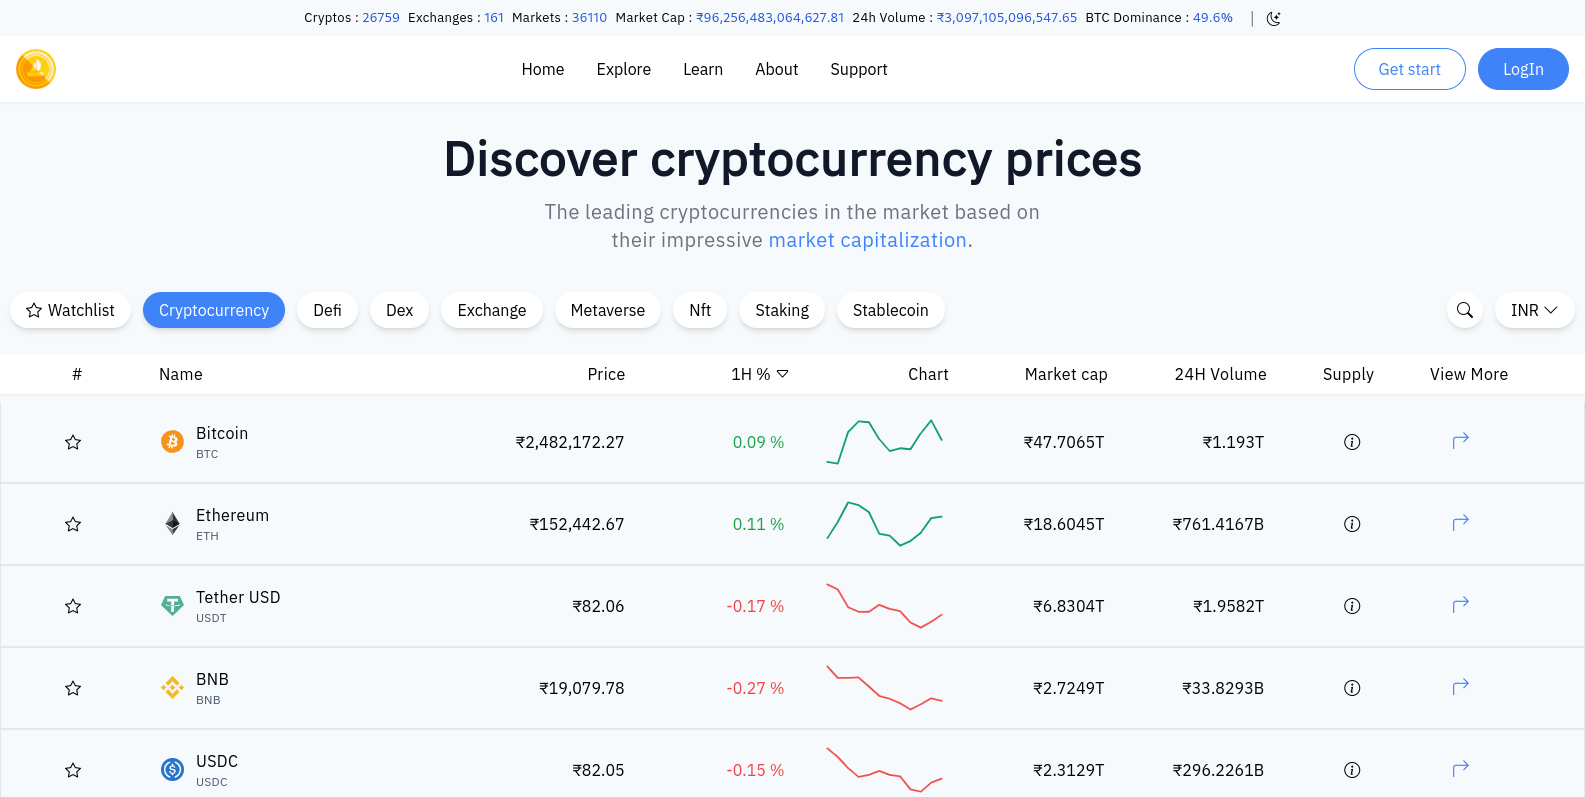 Cryptos : 26759 Exchanges : 161 Markets : 36110 Market Cap : ₹96,256,483,064,627.81 24h Volume : ₹3,097,105,096,547.65 BTC Dominance : 49.6% |
Home Explore Learn About Support Get start LogIn
Discover cryptocurrency prices
The leading cryptocurrencies in the market based on
their impressive market capitalization.
Watchlist Cryptocurrency Defi Dex Exchange Metaverse Nft Staking Stablecoin INR
# Name Price 1H % Chart Market cap 24H Volume Supply View More
Bitcoin ₹2,482,172.27 0.09 % ₹47.7065T ₹1.193T
BTC
Ethereum ₹152,442.67 0.11 % ₹18.6045T ₹761.4167B
ETH
Tether USD ₹82.06 -0.17 % ₹6.8304T ₹1.9582T
USDT
BNB ₹19,079.78 -0.27 % ₹2.7249T ₹33.8293B
BNB
USDC ₹82.05 -0.15 % ₹2.3129T ₹296.2261B
USDC